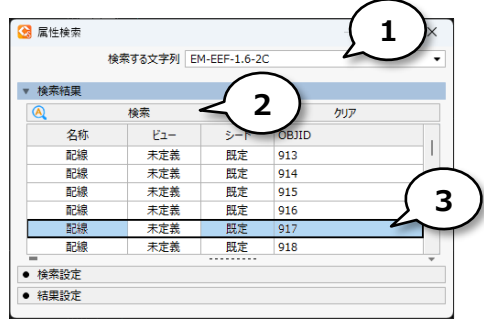 属性検索
1
検索する文字列 EM-EEF-1.6-2C
検索結果
検索 2 クリア
名称 ビュー シート OBJID
配線 未定義 既定 913
配線 未定義 既定 914
配線 未定義 既定 915
配線 未定義 既定 916
配線 未定義 既定 917
3
配線 未定義 既定 918
検索設定
結果設定